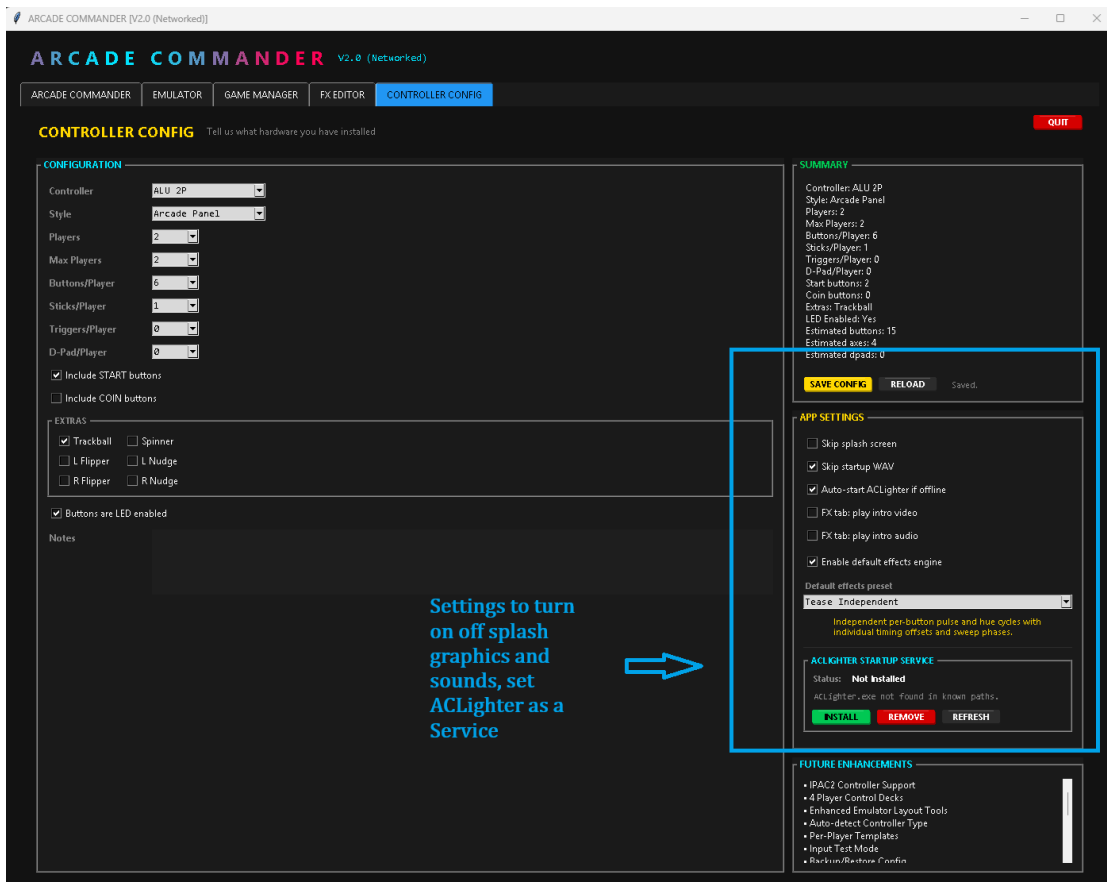 ARCADE COMMANDER [V2.0 (Networked)]
ARCADE COMMANDER V2.0 (Networked)
ARCADE COMMANDER EMULATOR GAME MANAGER FX EDITOR CONTROLLER CONFIG
CONTROLLER CONFIG Tell us what hardware you have installed
QUIT
CONFIGURATION
Controller ALU 2P
Style Arcade Panel
Players 2
Max Players 2
Buttons/Player 6
Sticks/Player 1
Triggers/Player 0
D-Pad/Player 0
Include START buttons
Include COIN buttons
EXTRAS
Trackball Spinner
L Flipper L Nudge
R Flipper R Nudge
Buttons are LED enabled
Notes
Settings to turn
on off splash
graphics and
sounds, set
ACLighter as a
Service
SUMMARY
Controller: ALU 2P
Style: Arcade Panel
Players: 2
Max Players: 2
Buttons/Player: 6
Sticks/Player: 1
Triggers/Player: 0
D-Pad/Player: 0
Start buttons: 2
Coin buttons: 0
Extras: Trackball
LED Enabled: Yes
Estimated buttons: 15
Estimated axes: 4
Estimated dpads: 0
SAVE CONFIG RELOAD Saved.
APP SETTINGS
Skip splash screen
Skip startup WAV
Auto-start ACLighter if offline
FX tab: play intro video
FX tab: play intro audio
Enable default effects engine
Default effects preset
Tease Independent
Independent per-button pulse and hue cycles with
individual timing offsets and sweep phases.
ACLIGHTER STARTUP SERVICE
Status: Not Installed
ACLighter.exe not found in known paths.
INSTALL REMOVE REFRESH
FUTURE ENHANCEMENTS
• IPAC2 Controller Support
• 4 Player Control Decks
• Enhanced Emulator Layout Tools
• Auto-detect Controller Type
• Per-Player Templates
• Input Test Mode
• Backup/Restore Config